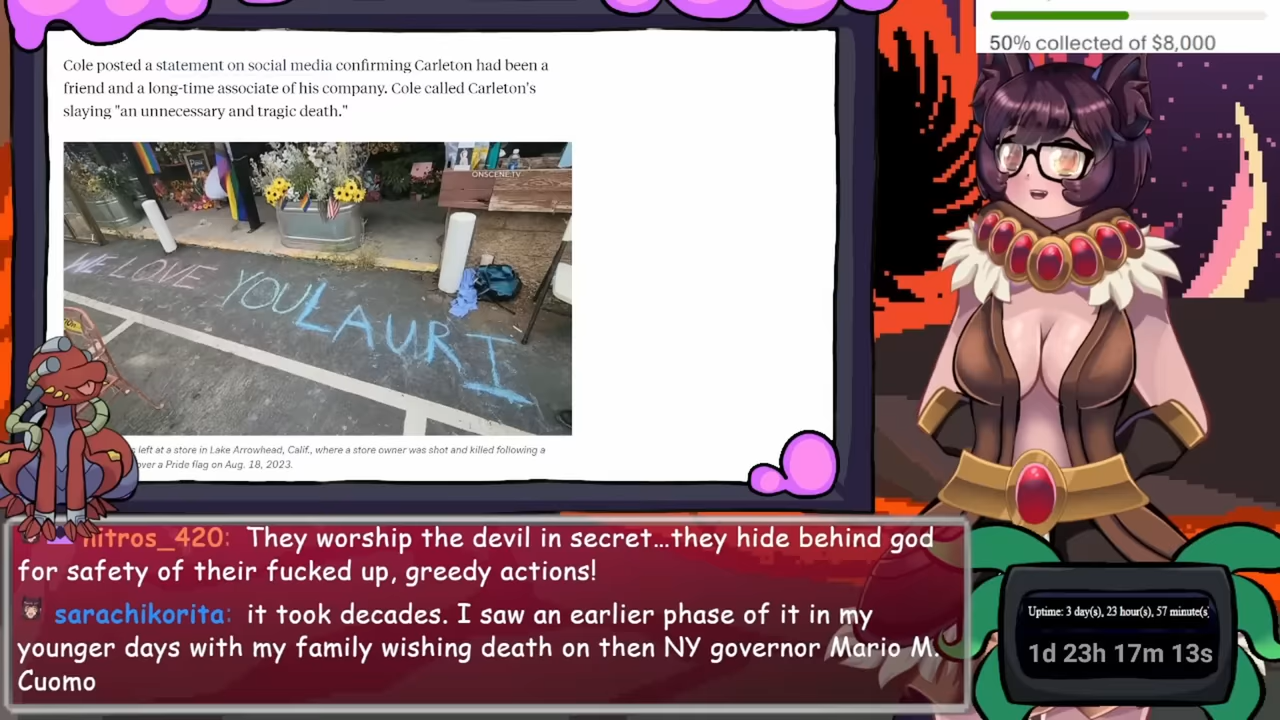 50% collected of $8,000
Cole posted a statement on social media confirming Carleton had been a
friend and a long-time associate of his company. Cole called Carleton's
slaying "an unnecessary and tragic death."
ONSCENE.TV
WE LOVE YOU LAURI
left at a store in Lake Arrowhead, Calif., where a store owner was shot and killed following a
over a Pride flag on Aug. 18, 2023.
nitros_420: They worship the devil in secret...they hide behind god
for safety of their fucked up, greedy actions!
sarachikorita: it took decades. I saw an earlier phase of it in my
younger days with my family wishing death on then NY governor Mario M.
Cuomo
Uptime: 3 day(s), 23 hour(s), 57 minute(s)
1d 23h 17m 13s